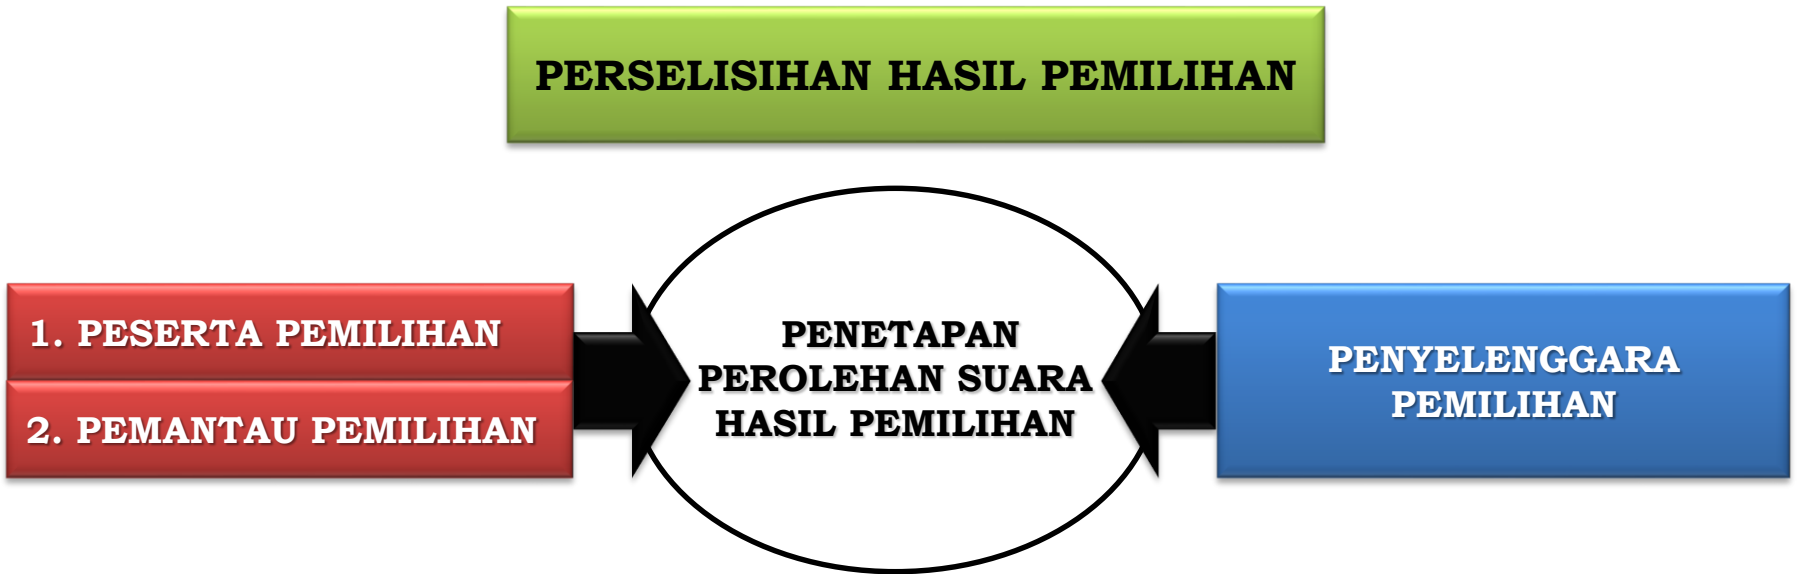 PERSELISIHAN HASIL PEMILIHAN
1. PESERTA PEMILIHAN
2. PEMANTAU PEMILIHAN
PENETAPAN
PEROLEHAN SUARA
HASIL PEMILIHAN
PENYELENGGARA
PEMILIHAN